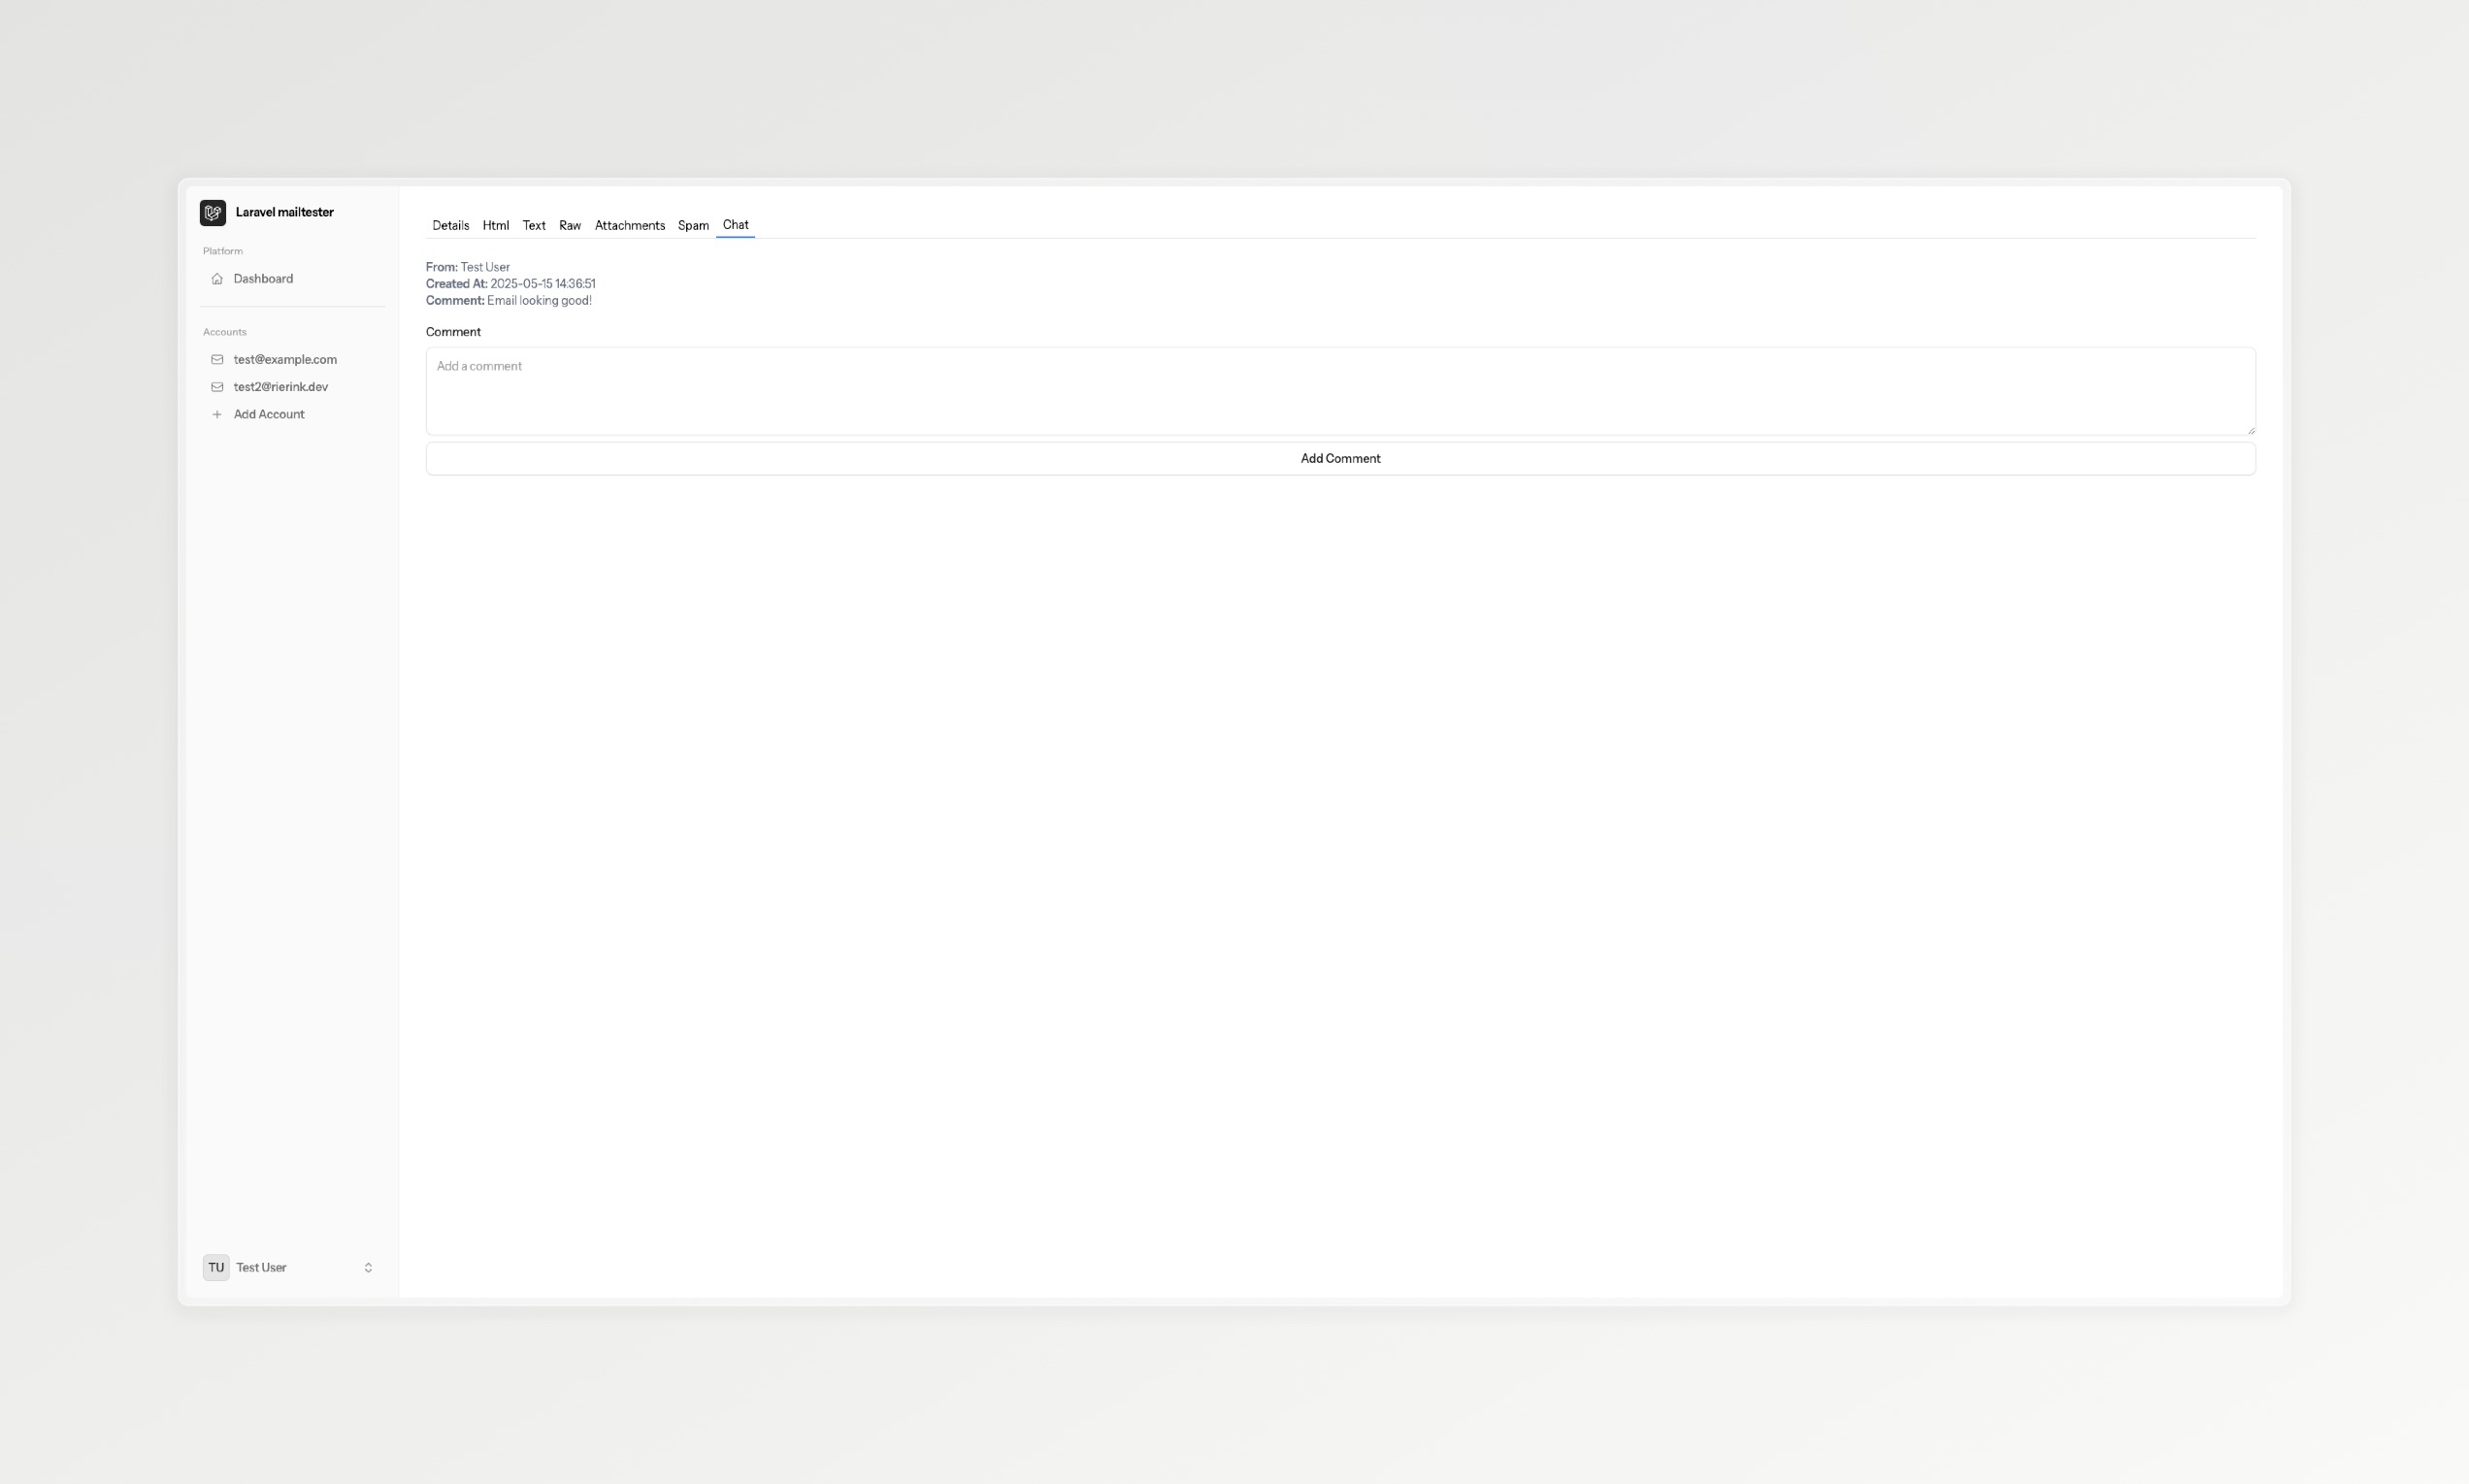 Laravel mailtester
Platform
Dashboard
Accounts
test@example.com
test2@rierink.dev
Add Account
TU Test User
Details Html Text Raw Attachments Spam Chat
From: Test User
Created At: 2025-05-15 14:36:51
Comment: Email looking good!
Comment
Add a comment
Add Comment